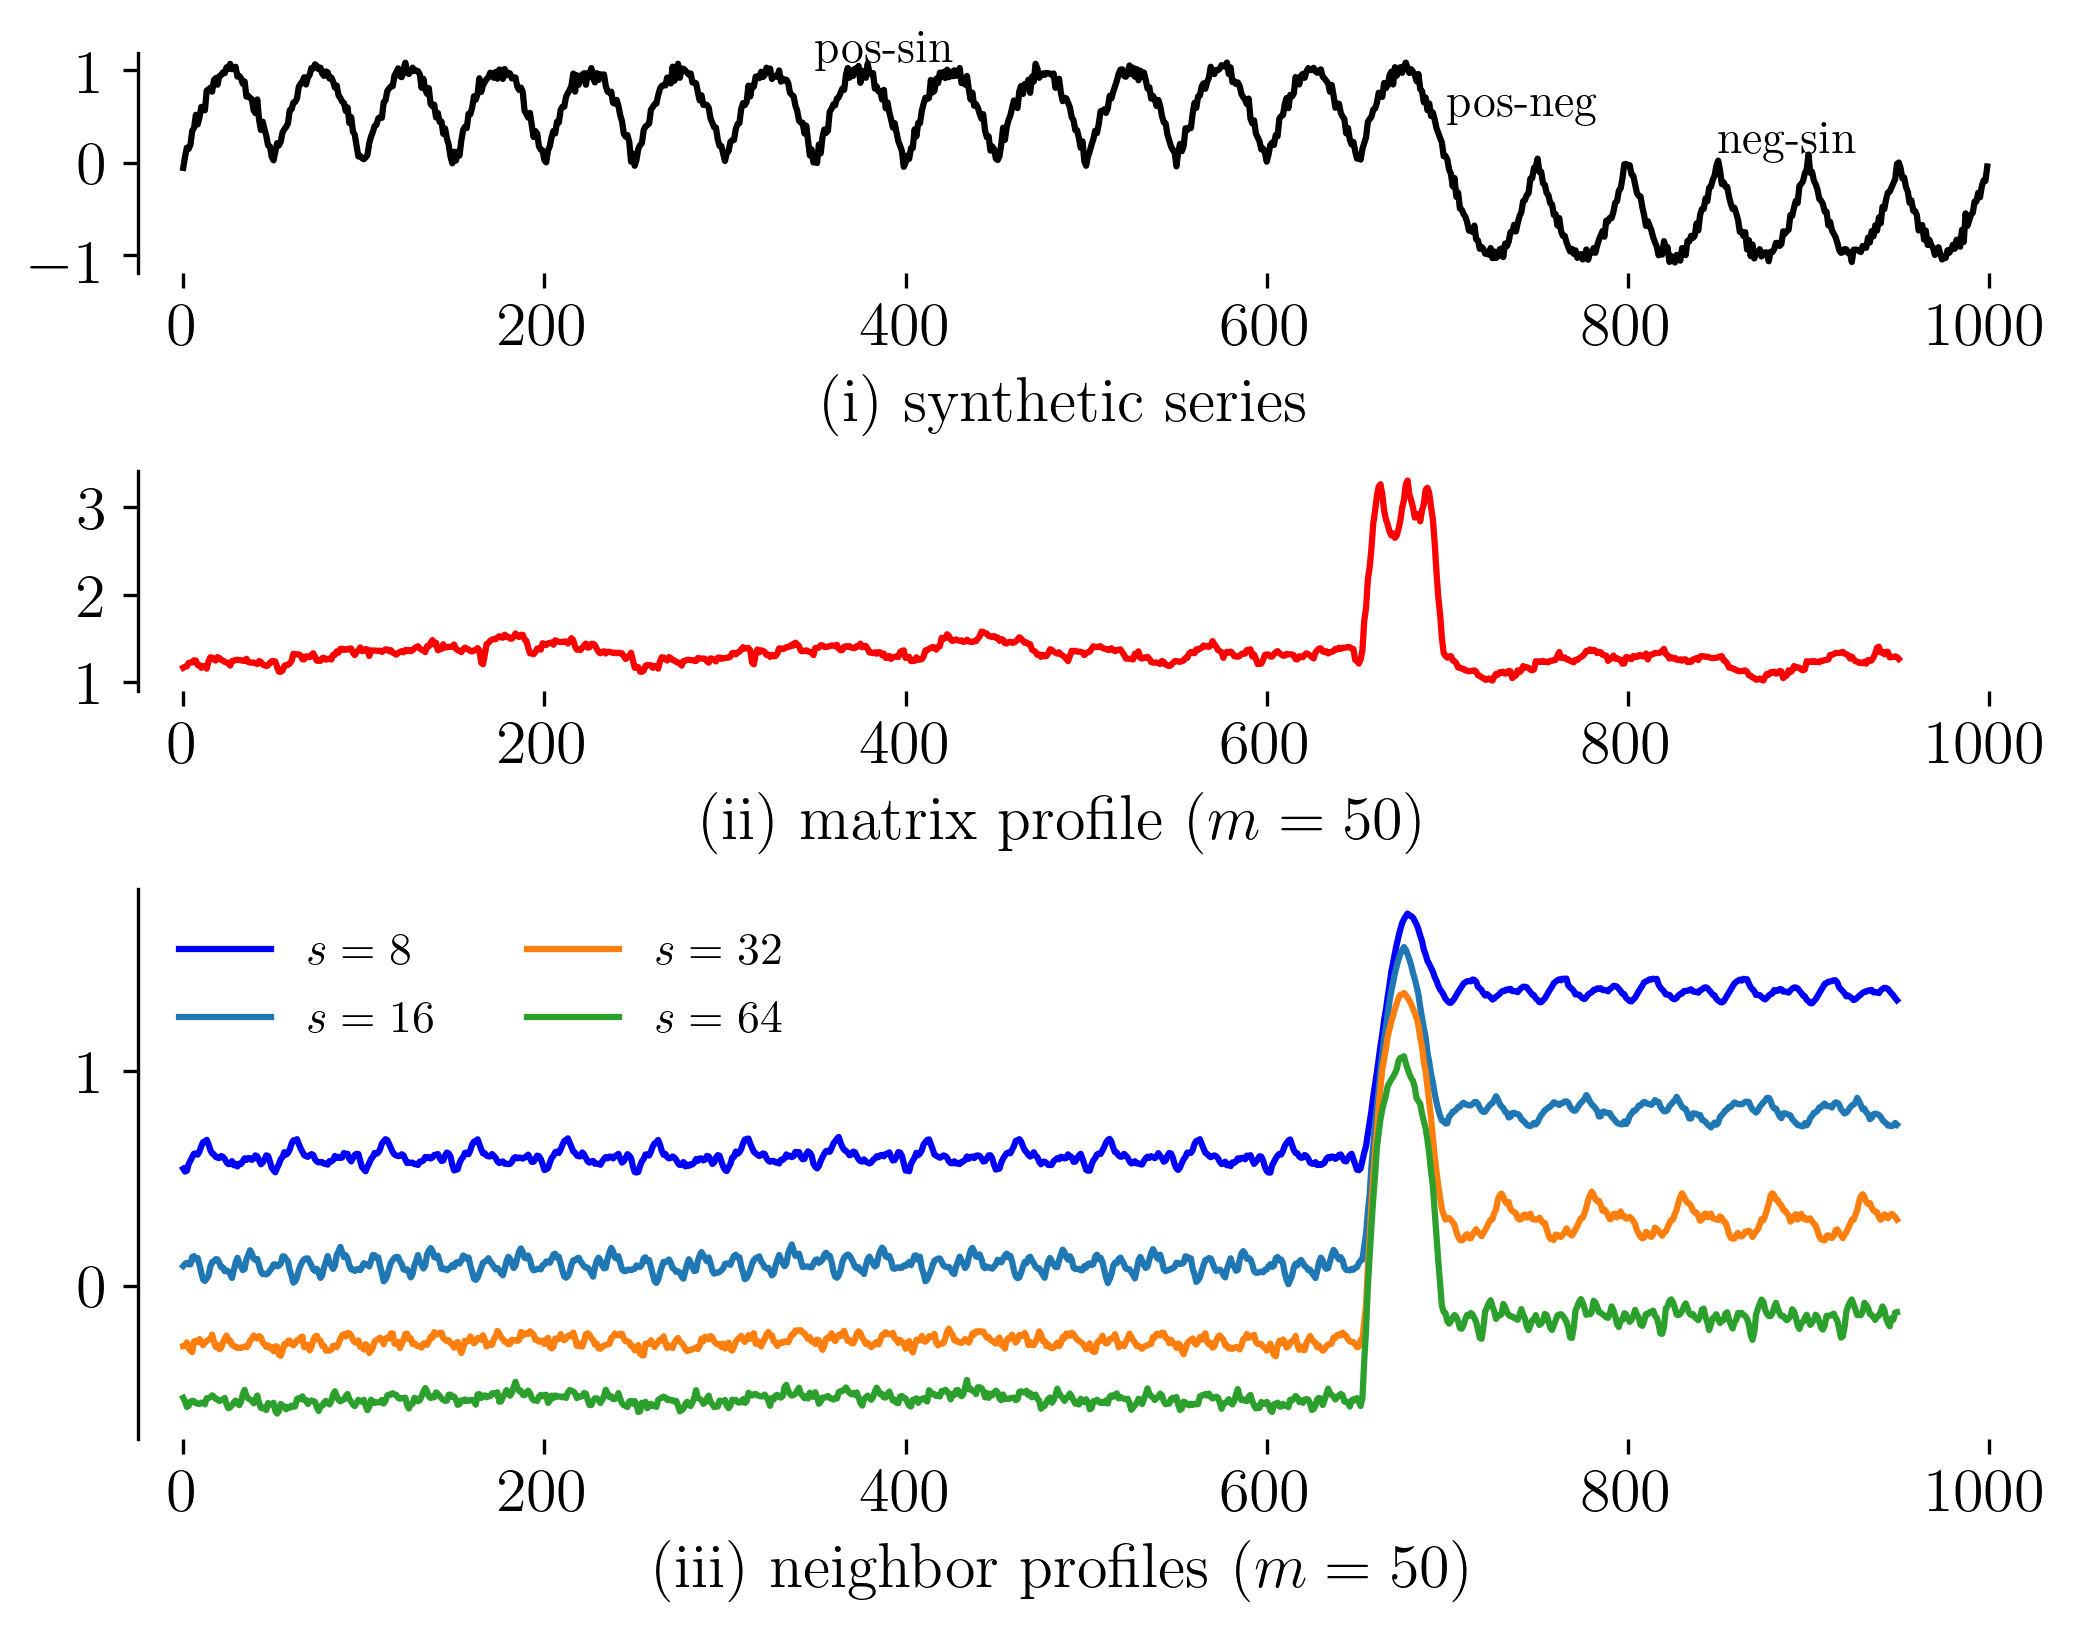 1
0
−1
pos-sin
pos-neg
neg-sin
0 200 400 600 800 1000
(i) synthetic series
3
2
1
0 200 400 600 800 1000
(ii) matrix profile (m = 50)
s = 8 s = 32
s = 16 s = 64
1
0
0 200 400 600 800 1000
(iii) neighbor profiles (m = 50)